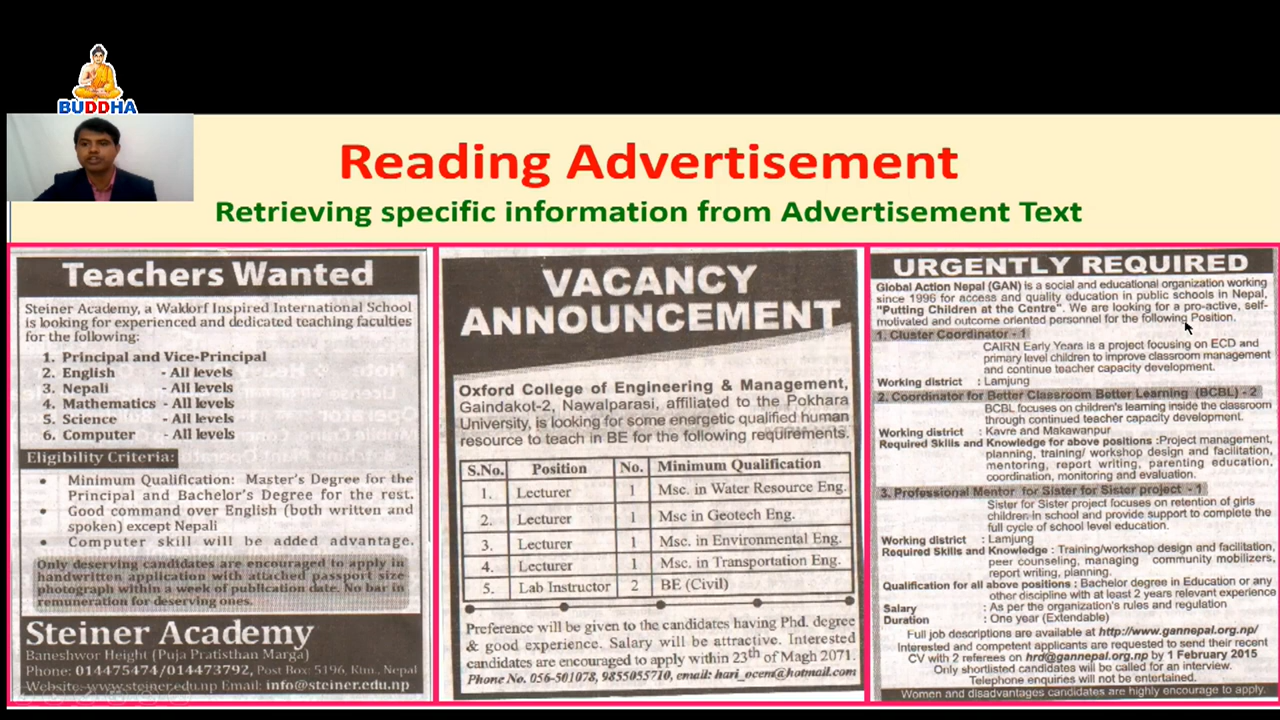 BUDDHA
Reading Advertisement
Retrieving specific information from Advertisement Text
Teachers Wanted
Steiner Academy, a Waldorf Inspired International School
is looking for experienced and dedicated teaching faculties
for the following:
1. Principal and Vice-Principal
2. English - All levels
3. Nepali - All levels
4. Mathematics - All levels
5. Science - All levels
6. Computer - All levels
Eligibility Criteria:
• Minimum Qualification: Master's Degree for the
Principal and Bachelor's Degree for the rest.
• Good command over English (both written and
spoken) except Nepali
• Computer skill will be added advantage.
Only deserving candidates are encouraged to apply in
handwritten application with attached passport size
photograph within a week of publication date. No bar to
remuneration for deserving ones.
Steiner Academy
Baneshwor Height (Puja Pratisthan Marga)
Phone: 014475474/014473792, Post Box: 5196, Ktm., Nepal
Website: www.steiner.edu.np Email: info@steiner.edu.np
VACANCY
ANNOUNCEMENT
Oxford College of Engineering & Management,
Gaindakot-2, Nawalparasi, affiliated to the Pokhara
University, is looking for some energetic qualified human
resource to teach in BE for the following requirements.
S.No. Position No. Minimum Qualification
1. Lecturer 1 Msc. in Water Resource Eng.
2. Lecturer 1 Msc in Geotech Eng.
3. Lecturer 1 Msc. in Environmental Eng.
4. Lecturer 1 Msc. in Transportation Eng.
5. Lab Instructor 2 BE (Civil)
Preference will be given to the candidates having Phd. degree
& good experience. Salary will be attractive. Interested
candidates are encouraged to apply within 23th of Magh 2071.
Phone No. 056-501078, 9855055710, email: hari_ocem@hotmail.com
URGENTLY REQUIRED
Global Action Nepal (GAN) is a social and educational organization working
since 1996 for access and quality education in public schools in Nepal,
"Putting Children at the Centre". We are looking for a pro-active, self-
motivated and outcome oriented personnel for the following Position.
1. Cluster Coordinator - 1
CAIRN Early Years is a project focusing on ECD and
primary level children to improve classroom management
and continue teacher capacity development.
Working district : Lamjung
2. Coordinator for Better Classroom Better Learning (BCBL) - 2
BCBL focuses on children's learning inside the classroom
through continued teacher capacity development.
Working district : Kavre and Makawanpur
Required Skills and Knowledge for above positions :Project management,
planning, training/ workshop design and facilitation,
mentoring, report writing, parenting education,
coordination, monitoring and evaluation.
3. Professional Mentor for Sister for Sister project - 1
Sister for Sister project focuses on retention of girls
children in school and provide support to complete the
full cycle of school level education.
Working district : Lamjung
Required Skills and Knowledge : Training/workshop design and facilitation,
peer counseling, managing community mobilizers,
report writing, planning.
Qualification for all above positions : Bachelor degree in Education or any
other discipline with at least 2 years relevant experience
Salary : As per the organization's rules and regulation
Duration : One year (Extendable)
Full job descriptions are available at http://www.gannepal.org.np/
Interested and competent applicants are requested to send their recent
CV with 2 referees on hrd@gannepal.org.np by 1 February 2015
Only shortlisted candidates will be called for an interview.
Telephone enquiries will not be entertained.
Women and disadvantages candidates are highly encourage to apply.